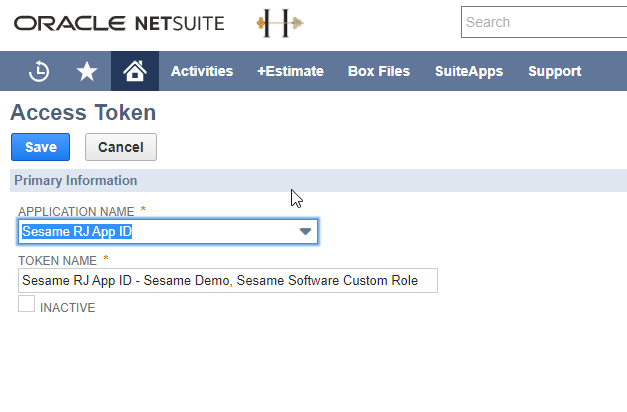 ORACLE NETSUITE
H
Search
Activities +Estimate Box Files SuiteApps Support
Access Token
Save Cancel
Primary Information
APPLICATION NAME *
Sesame RJ App ID
TOKEN NAME *
Sesame RJ App ID - Sesame Demo, Sesame Software Custom Role
INACTIVE